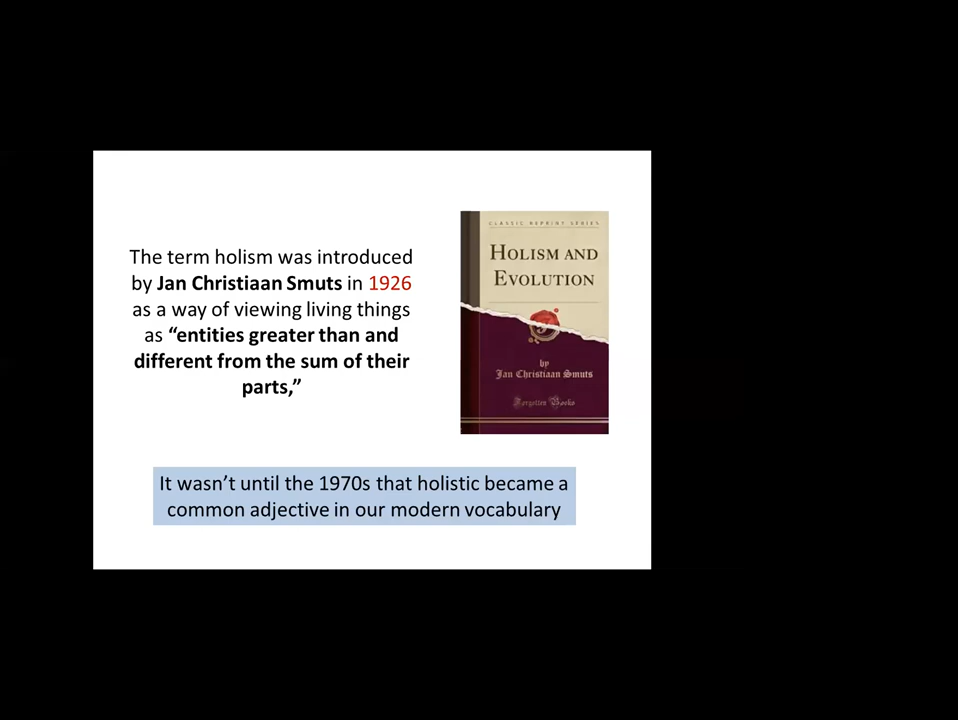 The term holism was introduced
by Jan Christiaan Smuts in 1926
as a way of viewing living things
as “entities greater than and
different from the sum of their
parts,”
CLASSIC REPRINT SERIES
HOLISM AND
EVOLUTION
by
Jan Christiaan Smuts
Forgotten Books
It wasn’t until the 1970s that holistic became a
common adjective in our modern vocabulary